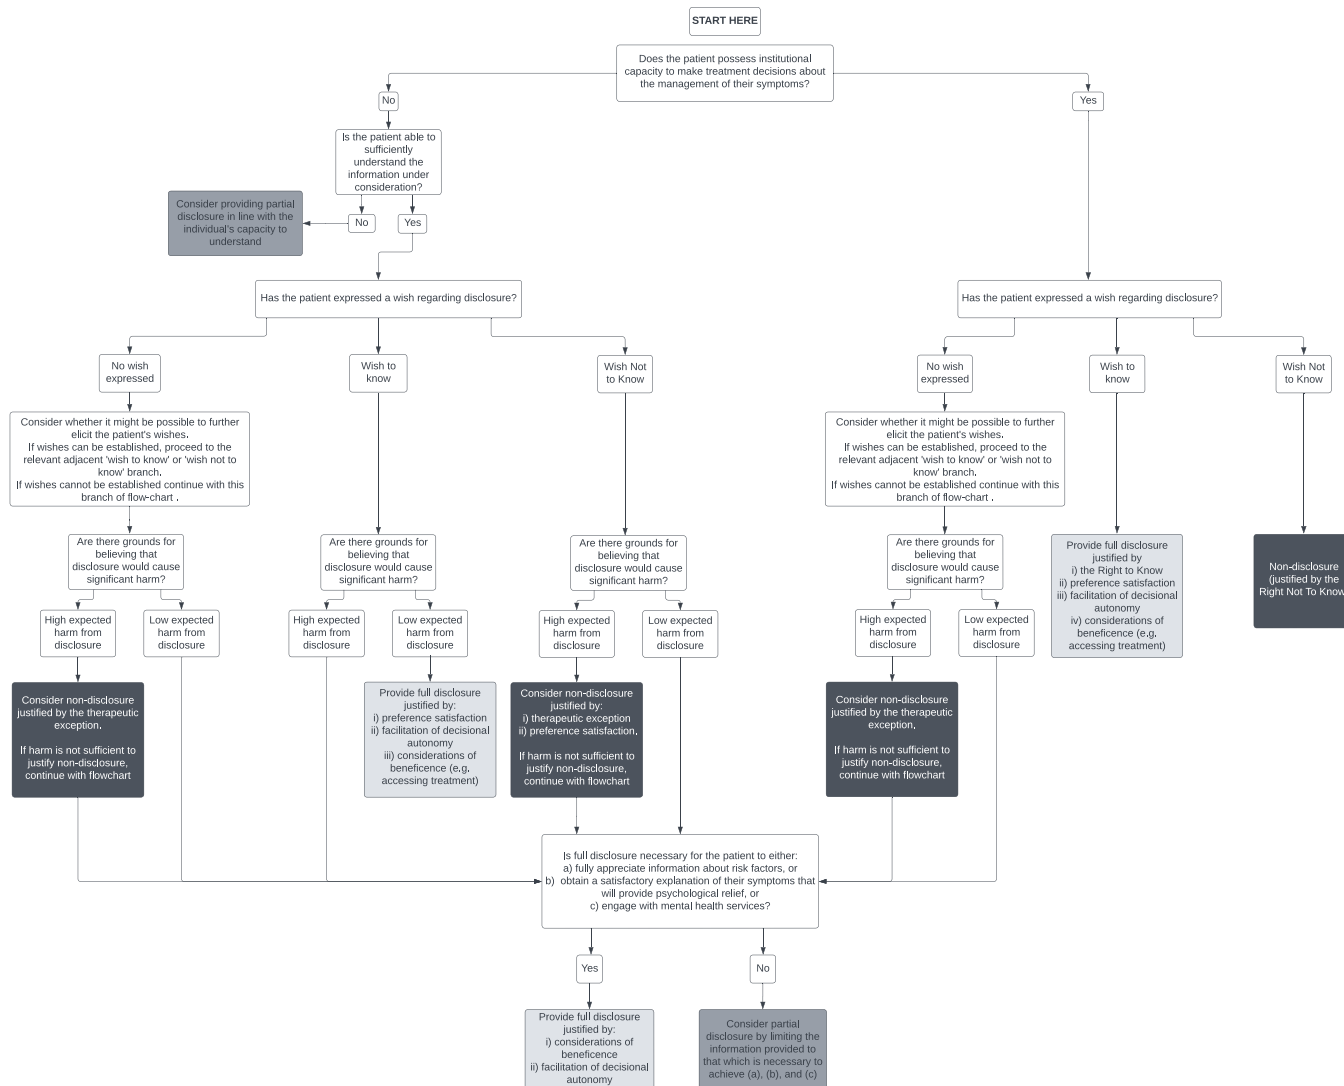 START HERE
Does the patient possess institutional
capacity to make treatment decisions about
the management of their symptoms?
No
Yes
Is the patient able to
sufficiently
understand the
information under
consideration?
Consider providing partial
disclosure in line with the
individual's capacity to
understand
No
Yes
Has the patient expressed a wish regarding disclosure?
Has the patient expressed a wish regarding disclosure?
No wish
expressed
Wish to
know
Wish Not
to Know
No wish
expressed
Wish to
know
Wish Not
to Know
Consider whether it might be possible to further
elicit the patient's wishes.
If wishes can be established, proceed to the
relevant adjacent 'wish to know' or 'wish not to
know' branch.
If wishes cannot be established continue with this
branch of flow-chart .
Consider whether it might be possible to further
elicit the patient's wishes.
If wishes can be established, proceed to the
relevant adjacent 'wish to know' or 'wish not to
know' branch.
If wishes cannot be established continue with this
branch of flow-chart .
Are there grounds for
believing that
disclosure would cause
significant harm?
Are there grounds for
believing that
disclosure would cause
significant harm?
Are there grounds for
believing that
disclosure would cause
significant harm?
Are there grounds for
believing that
disclosure would cause
significant harm?
Provide full disclosure
justified by
i) the Right to Know
ii) preference satisfaction
iii) facilitation of decisional
autonomy
iv) considerations of
beneficence (e.g.
accessing treatment)
Non-disclosure
(justified by the
Right Not To Know
High expected
harm from
disclosure
Low expected
harm from
disclosure
High expected
harm from
disclosure
Low expected
harm from
disclosure
High expected
harm from
disclosure
Low expected
harm from
disclosure
High expected
harm from
disclosure
Low expected
harm from
disclosure
Consider non-disclosure
justified by the therapeutic
exception.
If harm is not sufficient to
justify non-disclosure,
continue with flowchart
Provide full disclosure
justified by:
i) preference satisfaction
ii) facilitation of decisional
autonomy
iii) considerations of
beneficence (e.g.
accessing treatment)
Consider non-disclosure
justified by:
i) therapeutic exception
ii) preference satisfaction.
If harm is not sufficient to
justify non-disclosure,
continue with flowchart
Consider non-disclosure
justified by the therapeutic
exception.
If harm is not sufficient to
justify non-disclosure,
continue with flowchart
Is full disclosure necessary for the patient to either:
a) fully appreciate information about risk factors, or
b) obtain a satisfactory explanation of their symptoms that
will provide psychological relief, or
c) engage with mental health services?
Yes
No
Provide full disclosure
justified by:
i) considerations of
beneficence
ii) facilitation of decisional
autonomy
Consider partial
disclosure by limiting the
information provided to
that which is necessary to
achieve (a), (b), and (c)